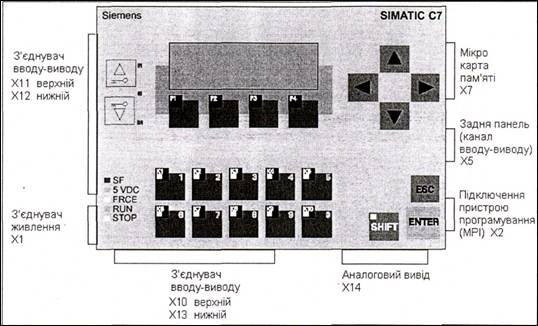 Siemens
SIMATIC C7
З'єднувач
вводу-виводу
X11 верхній
X12 нижній
Мікро
карта
пам'яті
X7
F1 F2 F3 F4
Задня панель
(канал
вводу-виводу)
X5
1 2 3 4 5
SF
5 VDC
FRCE
RUN
STOP
ESC
6 7 8 9
SHIFT
ENTER
Підключення
пристрою
програмування
(MPI) X2
З'єднувач
живлення
X1
З'єднувач
вводу-виводу
X10 верхній
X13 нижній
Аналоговий вивід
X14